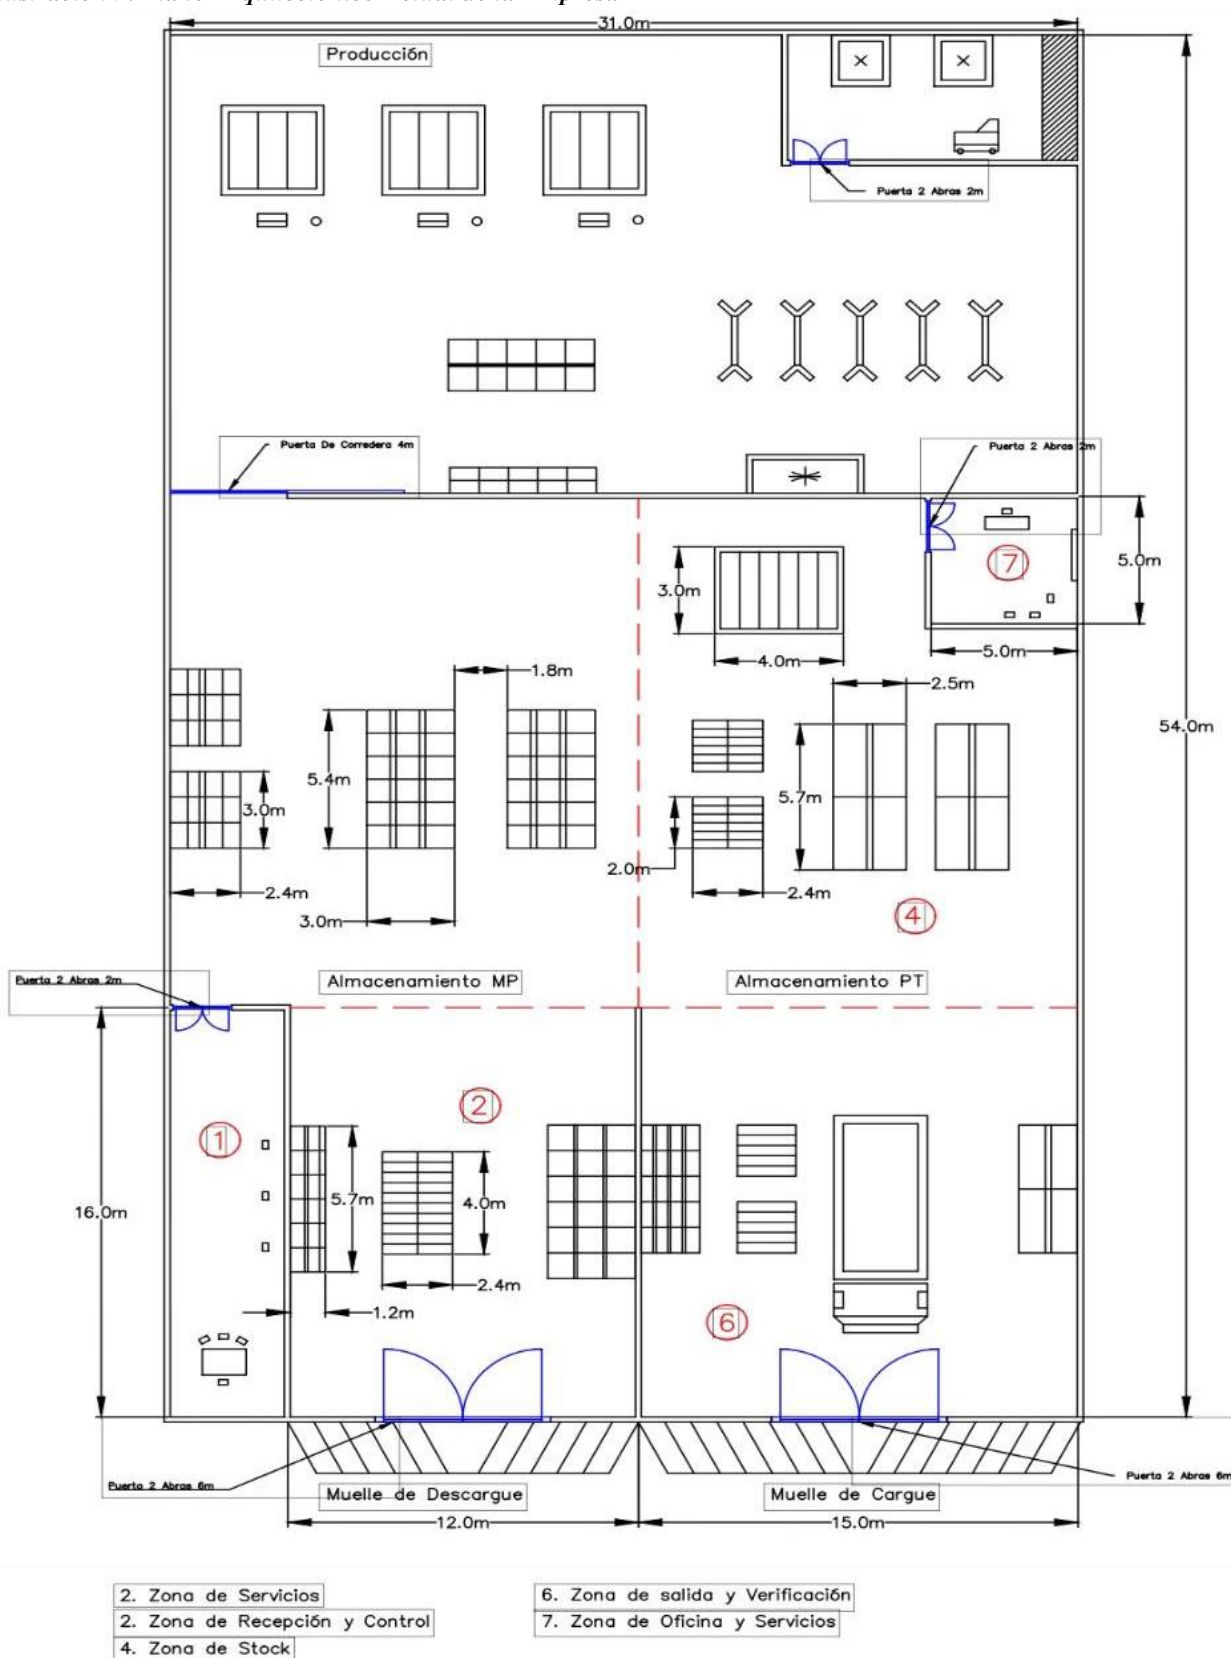 31.0m
Producción
Puerta 2 Abras 2m
Puerta De Corredera 4m
Puerta 2 Abras 2m
7
5.0m
3.0m
4.0m
5.0m
1.8m
2.5m
54.0m
5.4m
5.7m
3.0m
2.0m
2.4m
2.4m
3.0m
4
Puerta 2 Abras 2m
Almacenamiento MP
Almacenamiento PT
2
1
5.7m
4.0m
16.0m
2.4m
1.2m
6
Puerta 2 Abras 6m
Puerta 2 Abras 6m
Muelle de Descargue
Muelle de Cargue
12.0m
15.0m
2. Zona de Servicios
2. Zona de Recepción y Control
4. Zona de Stock
6. Zona de salida y Verificación
7. Zona de Oficina y Servicios